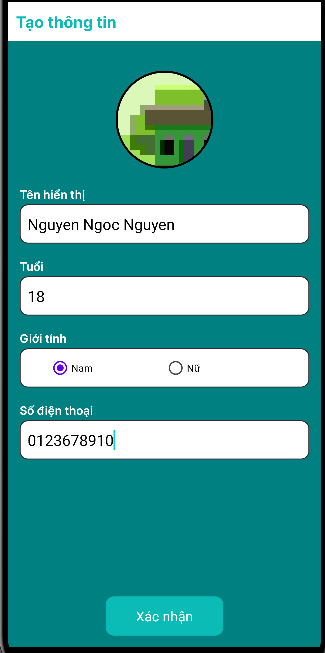 Tạo thông tin
Tên hiển thị
Nguyen Ngoc Nguyen
Tuổi
18
Giới tính
Nam Nữ
Số điện thoại
0123678910
Xác nhận